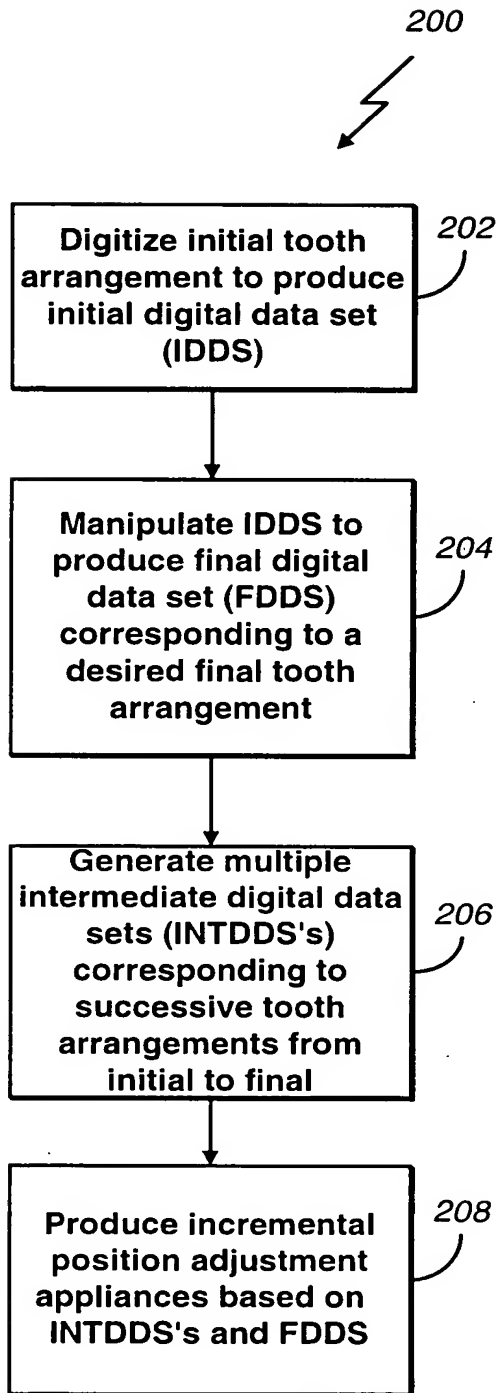 200
Digitize initial tooth
arrangement to produce
initial digital data set
(IDDS)
202
Manipulate IDDS to
produce final digital
data set (FDDS)
corresponding to a
desired final tooth
arrangement
204
Generate multiple
intermediate digital data
sets (INTDDS's)
corresponding to
successive tooth
arrangements from
initial to final
206
Produce incremental
position adjustment
appliances based on
INTDDS's and FDDS
208